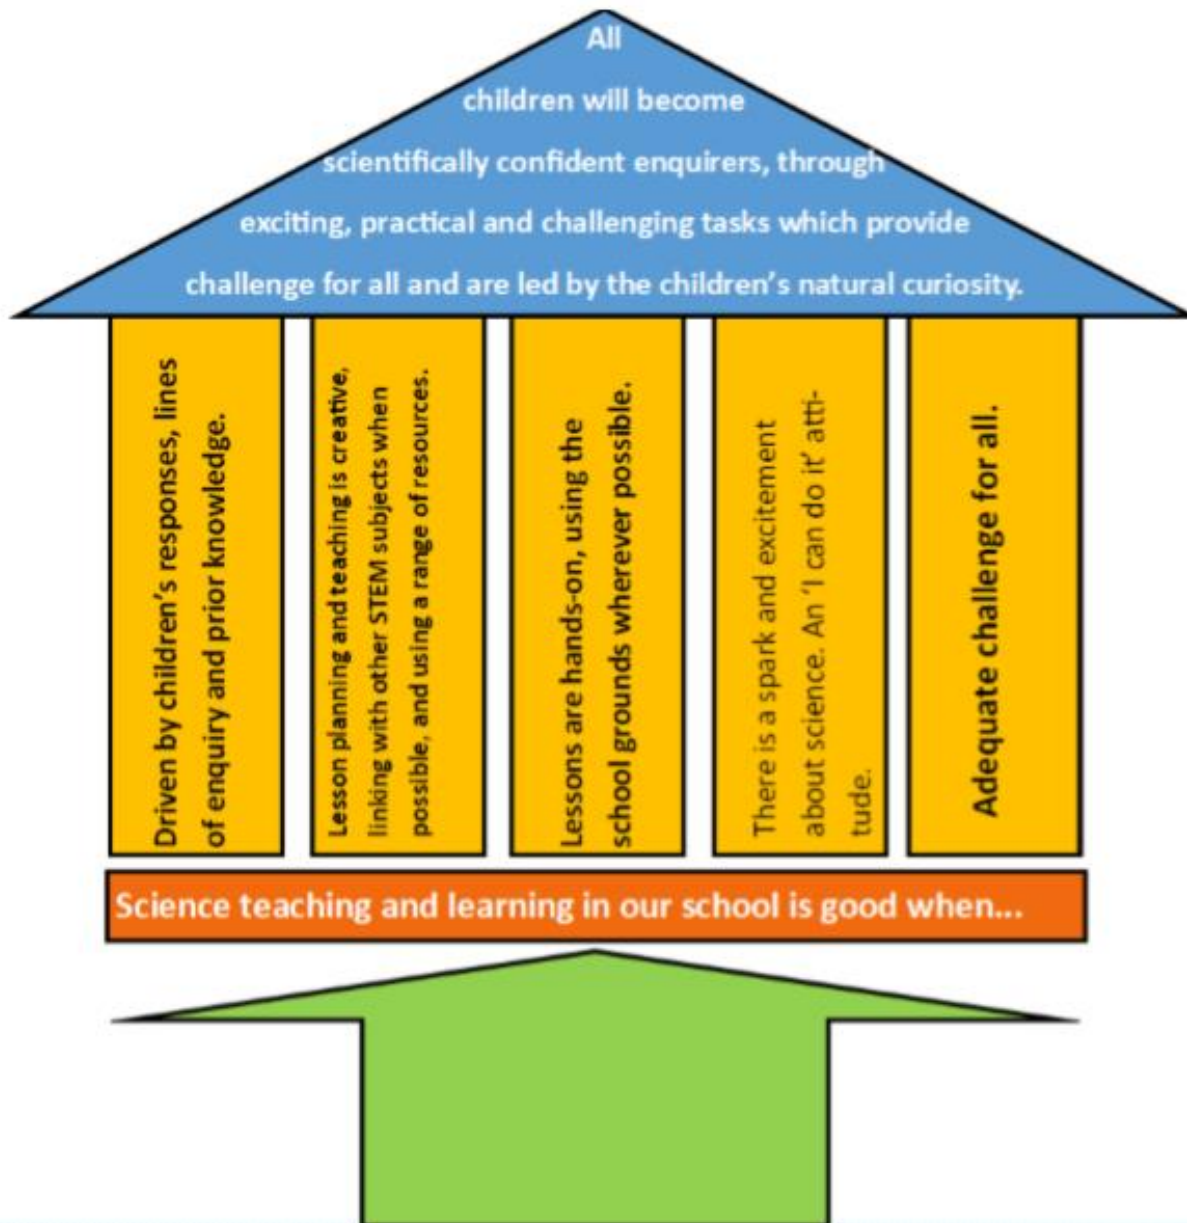 All
children will become
scientifically confident enquirers, through
exciting, practical and challenging tasks which provide
challenge for all and are led by the children's natural curiosity.
Driven by children's responses, lines
of enquiry and prior knowledge.
Lesson planning and teaching is creative,
linking with other STEM subjects when
possible, and using a range of resources.
Lessons are hands-on, using the
school grounds wherever possible.
There is a spark and excitement
about science. An 'I can do it' atti-
tude.
Adequate challenge for all.
Science teaching and learning in our school is good when...